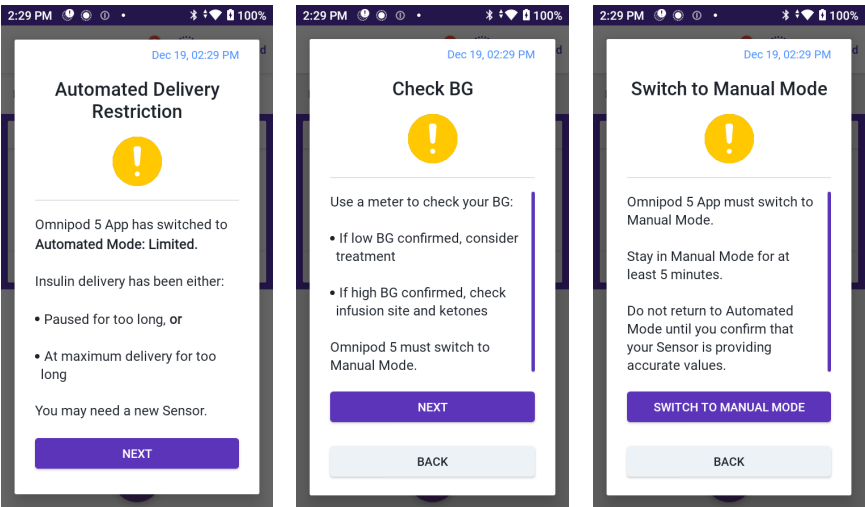 2:29 PM
100%
d
Dec 19, 02:29 PM
Automated Delivery
Restriction
Omnipod 5 App has switched to
Automated Mode: Limited.
Insulin delivery has been either:
• Paused for too long, or
• At maximum delivery for too
long
You may need a new Sensor.
NEXT
2:29 PM
100%
d
Dec 19, 02:29 PM
Check BG
Use a meter to check your BG:
• If low BG confirmed, consider
treatment
• If high BG confirmed, check
infusion site and ketones
Omnipod 5 must switch to
Manual Mode.
NEXT
BACK
2:29 PM
100%
d
Dec 19, 02:29 PM
Switch to Manual Mode
Omnipod 5 App must switch to
Manual Mode.
Stay in Manual Mode for at
least 5 minutes.
Do not return to Automated
Mode until you confirm that
your Sensor is providing
accurate values.
SWITCH TO MANUAL MODE
BACK